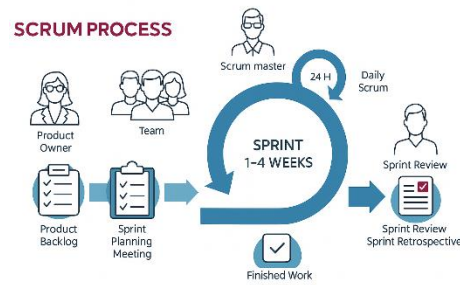 SCRUM PROCESS
Scrum master
24 H
Daily
Scrum
Product
Owner
Team
SPRINT
1-4 WEEKS
Sprint Review
Product
Backlog
Sprint
Planning
Meeting
Finished Work
Sprint Review
Sprint Retrospective